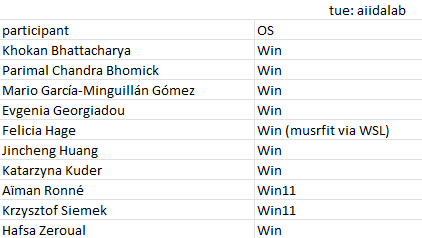 tue: aiidalab
participant OS
Khokan Bhattacharya Win
Parimal Chandra Bhomick Win
Mario García-Minguillán Gómez Win
Evgenia Georgiadou Win
Felicia Hage Win (musrfit via WSL)
Jincheng Huang Win
Katarzyna Kuder Win
Aïman Ronné Win11
Krzysztof Siemek Win11
Hafsa Zeroual Win